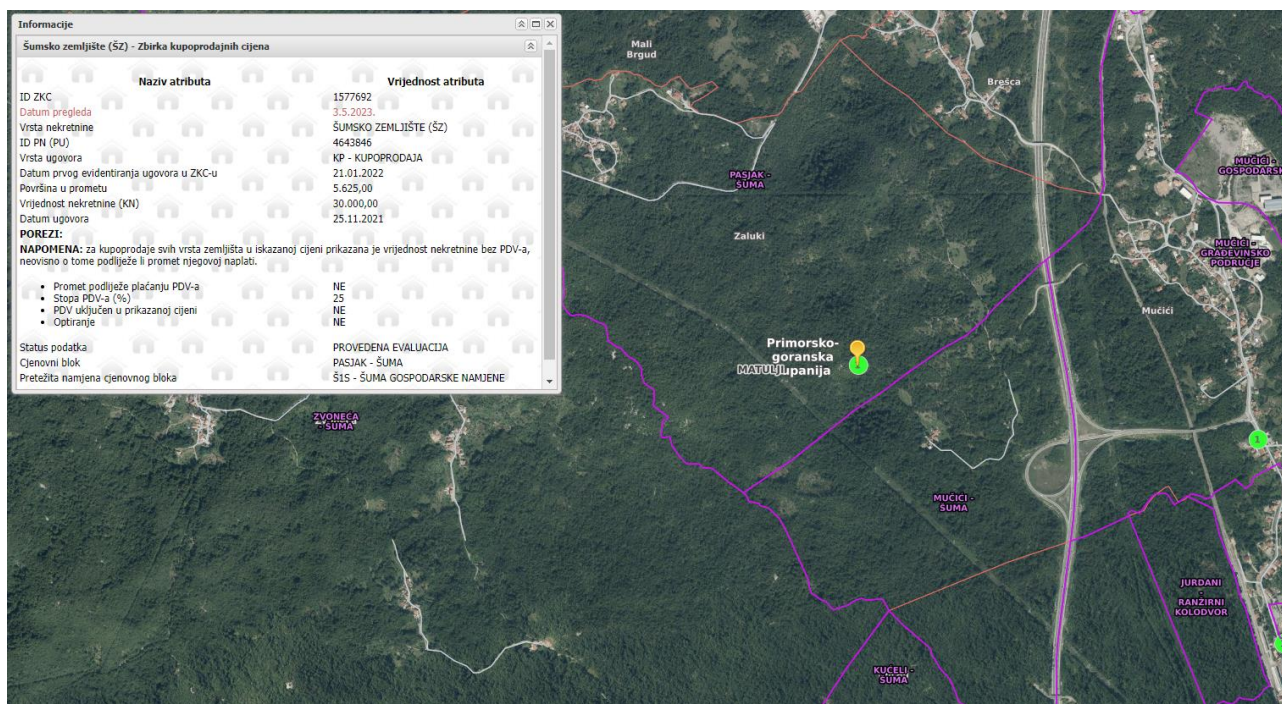 Informacije
Šumsko zemljište (ŠZ) - Zbirka kupoprodajnih cijena
Naziv atributa Vrijednost atributa
ID ZKC 1577692
Datum pregleda 3.5.2023.
Vrsta nekretnine ŠUMSKO ZEMLJIŠTE (ŠZ)
ID PN (PU) 4643846
Vrsta ugovora KP - KUPOPRODAJA
Datum prvog evidentiranja ugovora u ZKC-u 21.01.2022
Površina u prometu 5.625,00
Vrijednost nekretnine (KN) 30.000,00
Datum ugovora 25.11.2021
POREZI:
NAPOMENA: za kupoprodaje svih vrsta zemljišta u iskazanoj cijeni prikazana je vrijednost nekretnine bez PDV-a,
neovisno o tome podliježe li promet njegovoj naplati.
• Promet podliježe plaćanju PDV-a NE
• Stopa PDV-a (%) 25
• PDV uključen u prikazanoj cijeni NE
• Optiranje NE
Status podatka PROVEDENA EVALUACIJA
Cjenovni blok PASJAK - ŠUMA
Pretežita namjena cjenovnog bloka Š1S - ŠUMA GOSPODARSKE NAMJENE
Mali
Brgud
Brešca
MUČIĆI -
GOSPODARSK
PASJAK -
ŠUMA
Zaluki
MUČIĆI -
GRAĐEVINSKO
PODRUČJE
Mučići
Primorsko-
goranska
MATULJI
upanija
ZVONEĆA
- ŠUMA
1
MUČIĆI -
ŠUMA
JURDANI
-
RANŽIRNI
KOLODVOR
KUĆELI -
ŠUMA